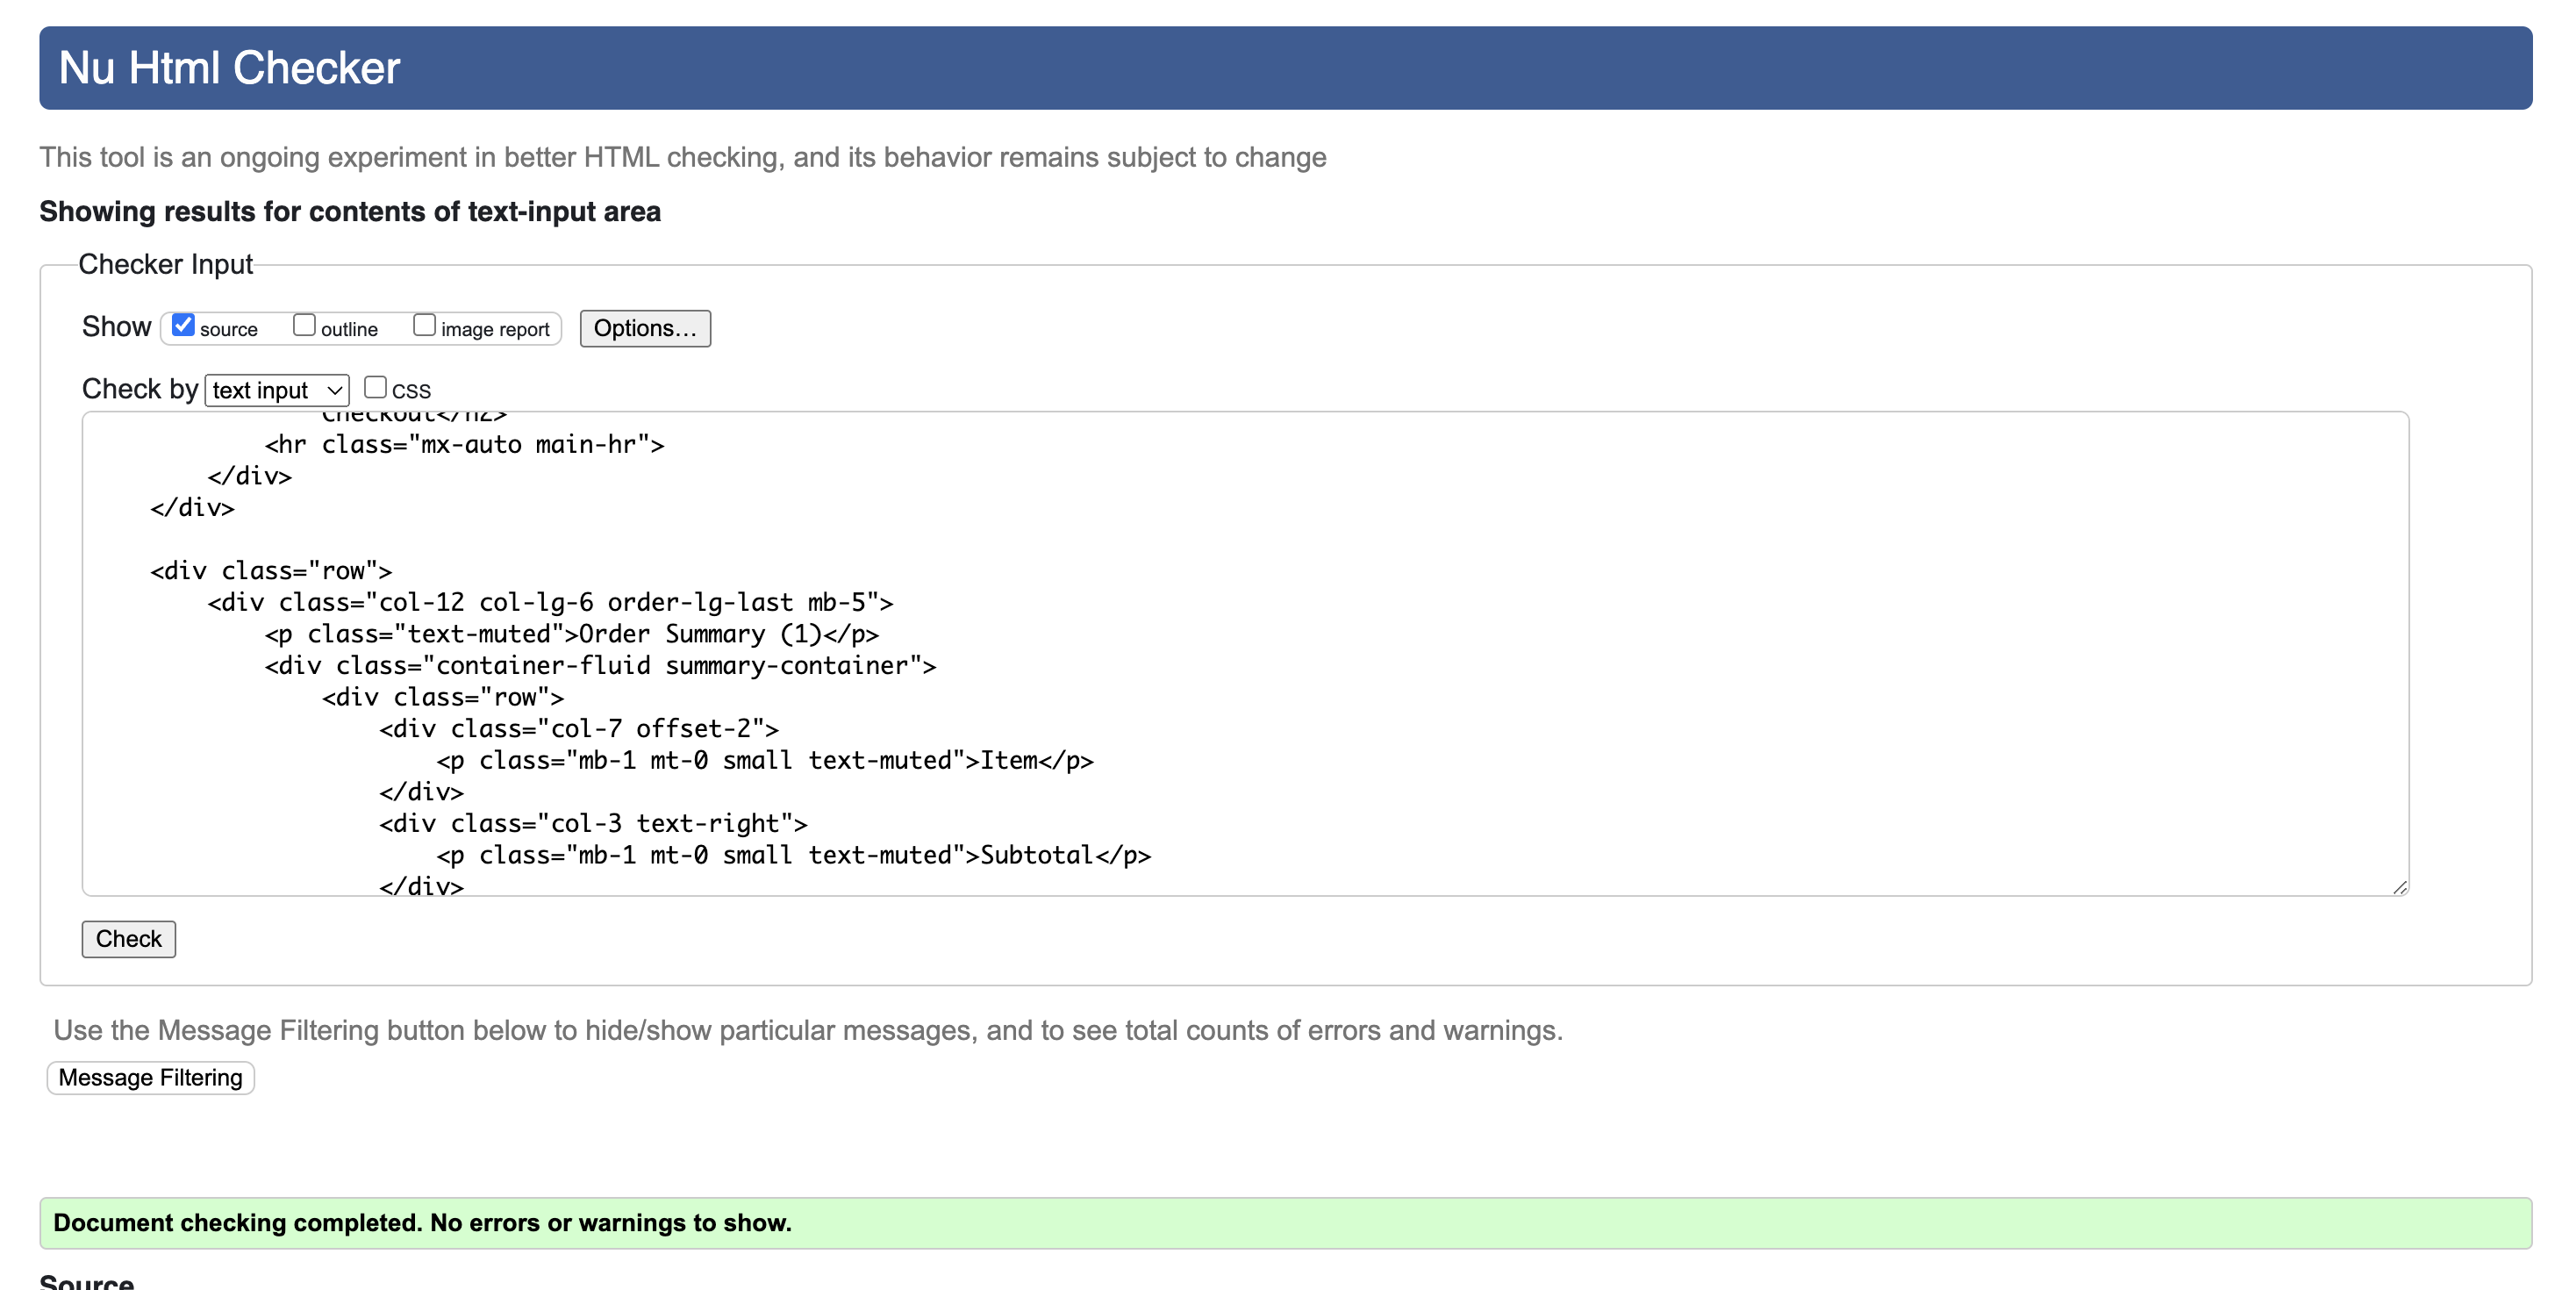 Nu Html Checker
This tool is an ongoing experiment in better HTML checking, and its behavior remains subject to change
Showing results for contents of text-input area
Checker Input
Show source outline image report Options…
Check by text input CSS
Checkout</h2>
<hr class="mx-auto main-hr">
</div>
</div>
<div class="row">
<div class="col-12 col-lg-6 order-lg-last mb-5">
<p class="text-muted">Order Summary (1)</p>
<div class="container-fluid summary-container">
<div class="row">
<div class="col-7 offset-2">
<p class="mb-1 mt-0 small text-muted">Item</p>
</div>
<div class="col-3 text-right">
<p class="mb-1 mt-0 small text-muted">Subtotal</p>
</div>
Check
Use the Message Filtering button below to hide/show particular messages, and to see total counts of errors and warnings.
Message Filtering
Document checking completed. No errors or warnings to show.
Source